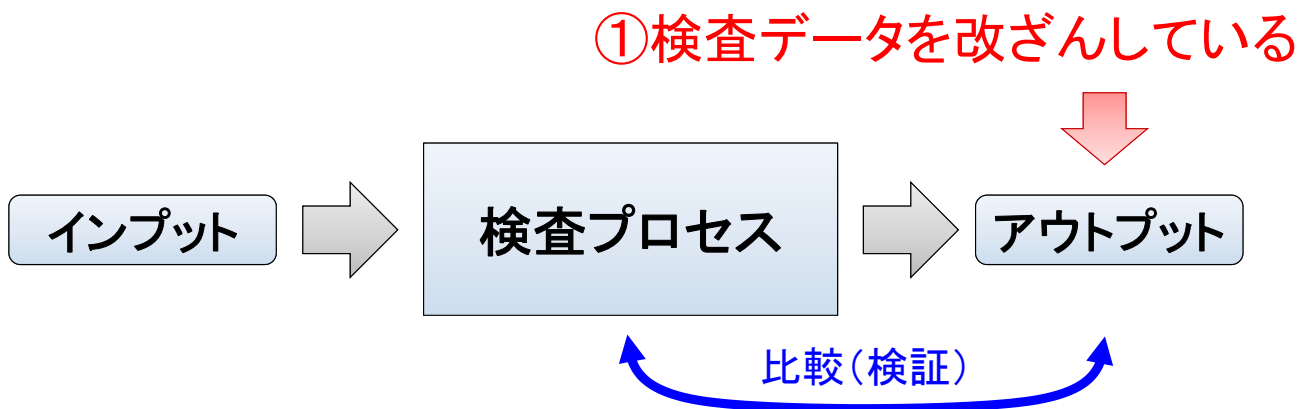 ①検査データを改ざんしている
インプット
検査プロセス
アウトプット
比較（検証）